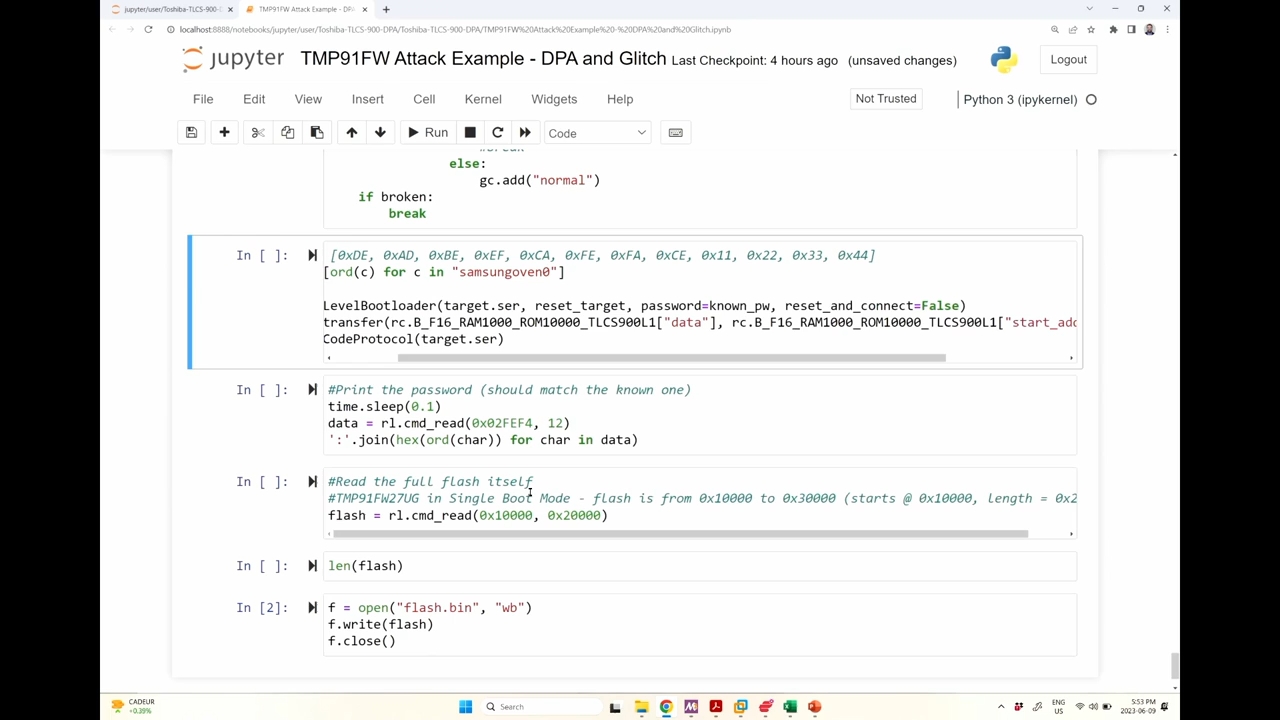 jupyter/user/Toshiba-TLCS-900-D
TMP91FW Attack Example - DPA
localhost:8888/notebooks/jupyter/user/Toshiba-TLCS-900-DPA/Toshiba-TLCS-900-DPA/TMP91FW%20Attack%20Example%20-%20DPA%20and%20Glitch.ipynb
jupyter TMP91FW Attack Example - DPA and Glitch Last Checkpoint: 4 hours ago (unsaved changes) Logout
File Edit View Insert Cell Kernel Widgets Help Not Trusted Python 3 (ipykernel)
Run Code
#break
else:
gc.add("normal")
if broken:
break
In [ ]: [0xDE, 0xAD, 0xBE, 0xEF, 0xCA, 0xFE, 0xFA, 0xCE, 0x11, 0x22, 0x33, 0x44]
[ord(c) for c in "samsungoven0"]
LevelBootloader(target.ser, reset_target, password=known_pw, reset_and_connect=False)
transfer(rc.B_F16_RAM1000_ROM10000_TLCS900L1["data"], rc.B_F16_RAM1000_ROM10000_TLCS900L1["start_add
CodeProtocol(target.ser)
In [ ]: #Print the password (should match the known one)
time.sleep(0.1)
data = rl.cmd_read(0x02FEF4, 12)
':'.join(hex(ord(char)) for char in data)
In [ ]: #Read the full flash itself
#TMP91FW27UG in Single Boot Mode - flash is from 0x10000 to 0x30000 (starts @ 0x10000, length = 0x2
flash = rl.cmd_read(0x10000, 0x20000)
In [ ]: len(flash)
In [2]: f = open("flash.bin", "wb")
f.write(flash)
f.close()
CADEUR
+0.39%
Search
ENG
US
5:53 PM
2023-06-09